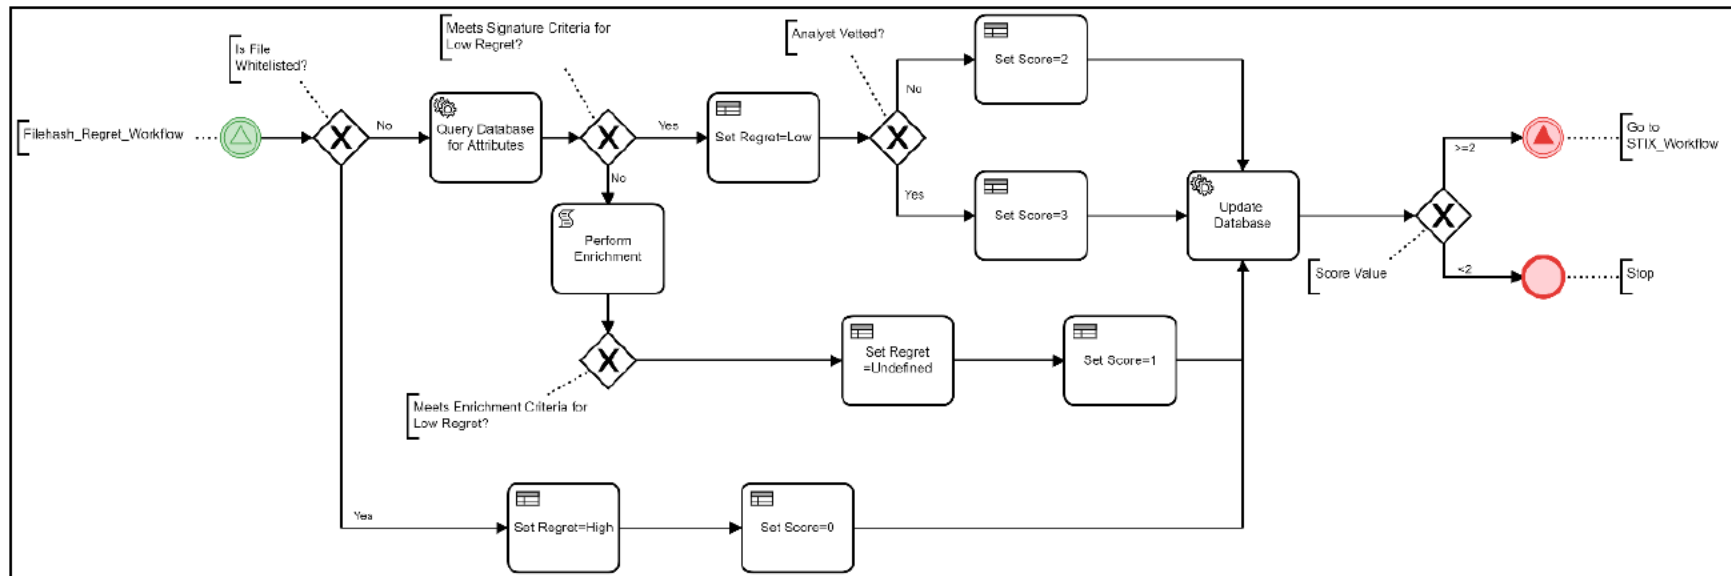 Is File
Whitelisted?
Meets Signature Criteria for
Low Regret?
Analyst Vetted?
Set Score=2
No
Filehash_Regret_Workflow
No
Query Database
for Attributes
Yes
Set Regret=Low
Go to
STIX_Workflow
>=2
No
Yes
Set Score=3
Update
Database
Perform
Enrichment
Score Value
<2
Stop
Set Regret
=Undefined
Set Score=1
Meets Enrichment Criteria for
Low Regret?
Yes
Set Regret=High
Set Score=0